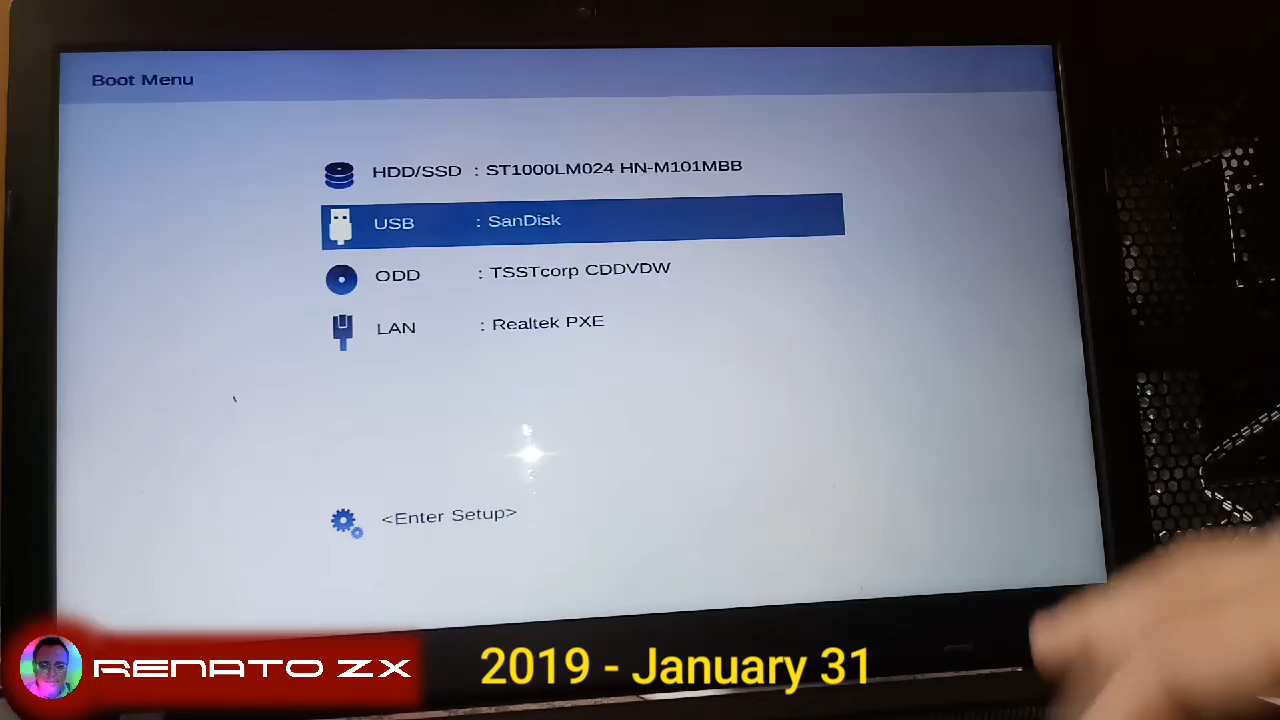 Boot Menu
HDD/SSD : ST1000LM024 HN-M101MBB
USB : SanDisk
ODD : TSSTcorp CDDVDW
LAN : Realtek PXE
<Enter Setup>
RENATO ZX
2019 - January 31